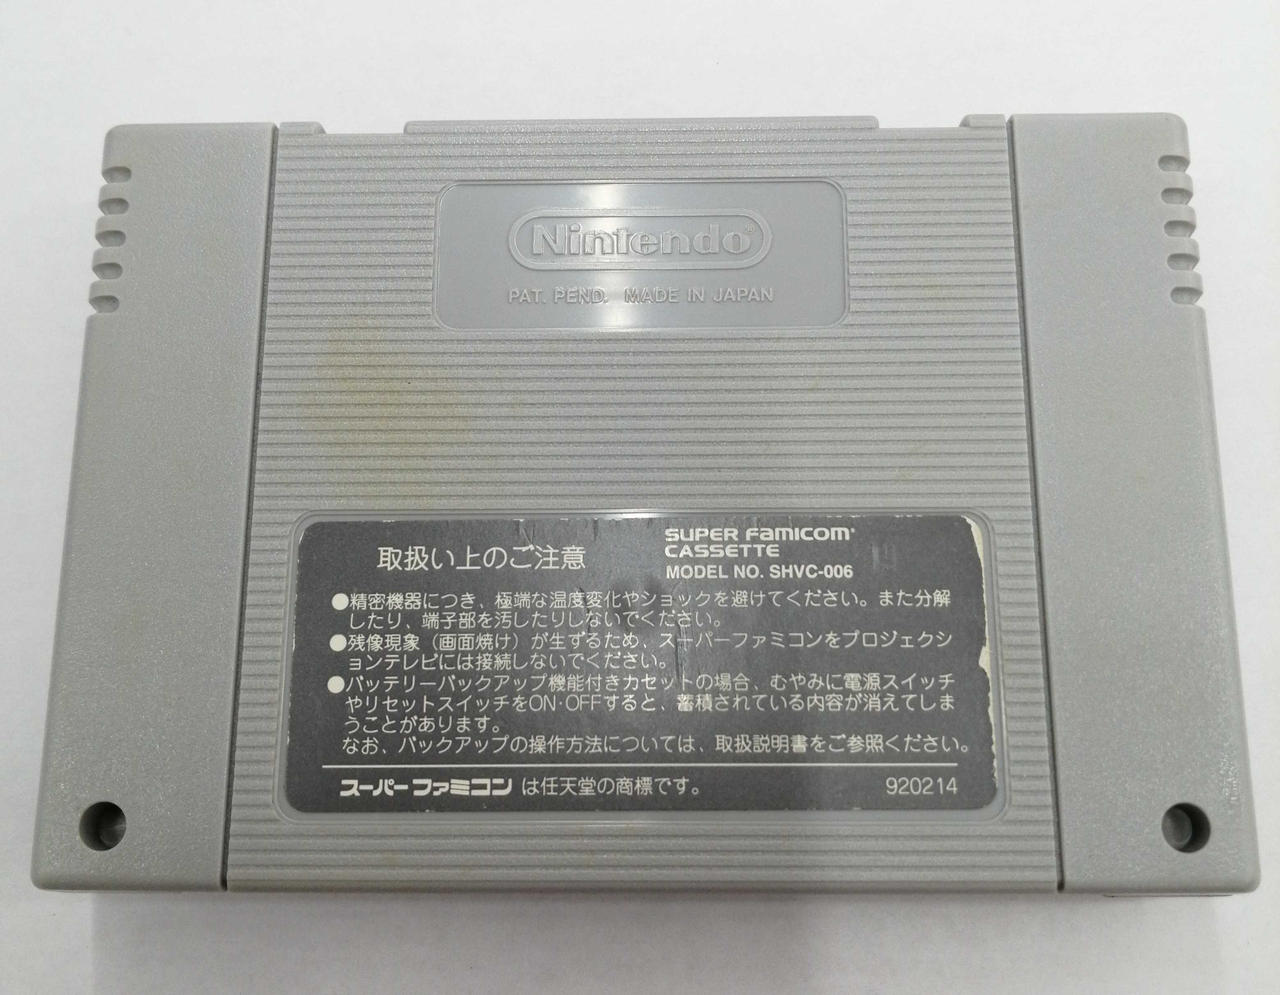 Nintendo®
PAT. PEND. MADE IN JAPAN
取扱い上のご注意
SUPER FAMICOM®
CASSETTE
MODEL NO. SHVC-006
●精密機器につき、極端な温度変化やショックを避けてください。また分解
したり、端子部を汚したりしないでください。
●残像現象（画面焼け）が生ずるため、スーパーファミコンをプロジェクシ
ョンテレビには接続しないでください。
●バッテリーバックアップ機能付きカセットの場合、むやみに電源スイッチ
やリセットスイッチをON·OFFすると、蓄積されている内容が消えてしま
うことがあります。
なお、バックアップの操作方法については、取扱説明書をご参照ください。
スーパーファミコン は任天堂の商標です。
920214